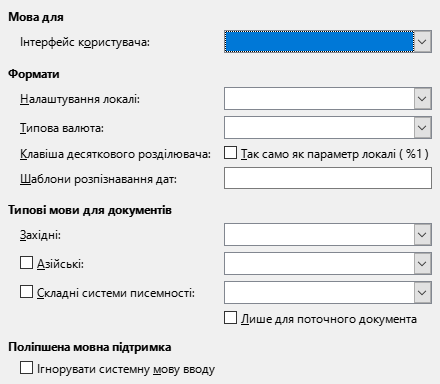 Мова для
Інтерфейс користувача:
Формати
Налаштування локалі:
Типова валюта:
Клавіша десяткового розділювача: Так само як параметр локалі ( %1 )
Шаблони розпізнавання дат:
Типові мови для документів
Західні:
Азійські:
Складні системи писемності:
Лише для поточного документа
Поліпшена мовна підтримка
Ігнорувати системну мову вводу